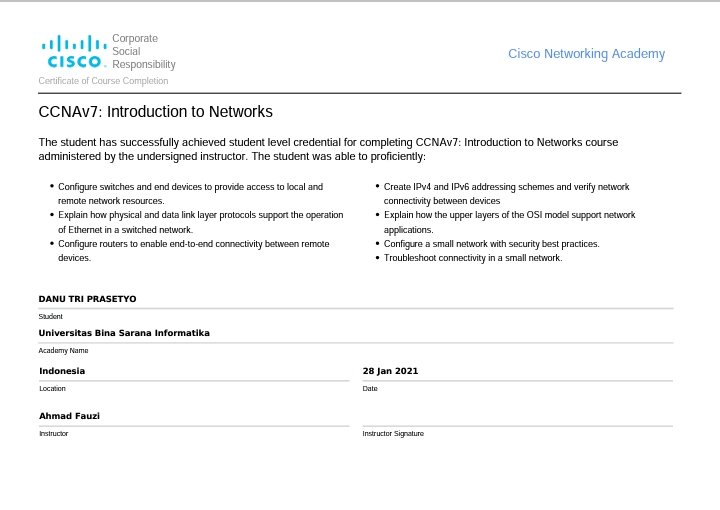 CISCO
Corporate
Social
Responsibility
Cisco Networking Academy
Certificate of Course Completion
CCNAv7: Introduction to Networks
The student has successfully achieved student level credential for completing CCNAv7: Introduction to Networks course
administered by the undersigned instructor. The student was able to proficiently:
• Configure switches and end devices to provide access to local and
remote network resources.
• Explain how physical and data link layer protocols support the operation
of Ethernet in a switched network.
• Configure routers to enable end-to-end connectivity between remote
devices.
• Create IPv4 and IPv6 addressing schemes and verify network
connectivity between devices
• Explain how the upper layers of the OSI model support network
applications.
• Configure a small network with security best practices.
• Troubleshoot connectivity in a small network.
DANU TRI PRASETYO
Student
Universitas Bina Sarana Informatika
Academy Name
Indonesia
Location
28 Jan 2021
Date
Ahmad Fauzi
Instructor
Instructor Signature